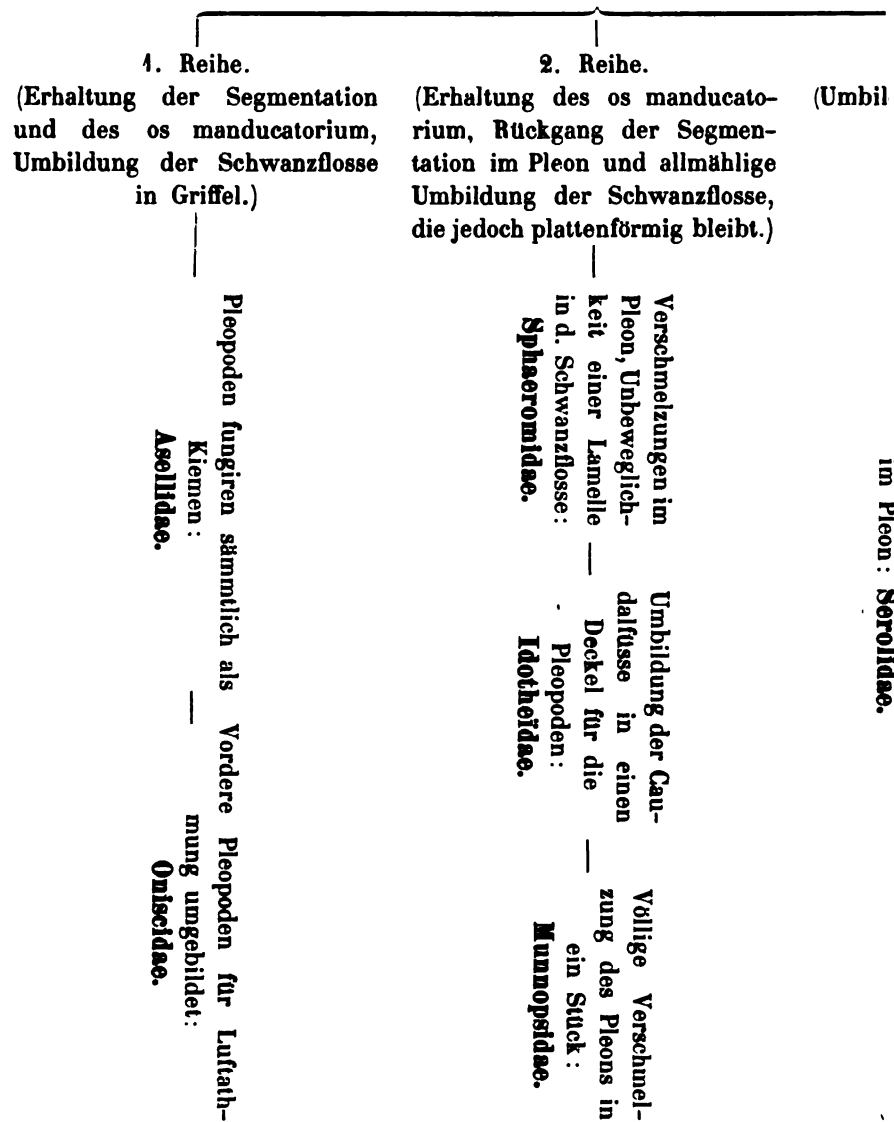 1. Reihe.
(Erhaltung der Segmentation
und des os manducatorium,
Umbildung der Schwanzflosse
in Griffel.)
Pleopoden fungiren sämmtlich als
Kiemen:
Asellidae.
Vordere Pleopoden für Luftath-
mung umgebildet:
Oniscidae.
2. Reihe.
(Erhaltung des os manducato-
rium, Rückgang der Segmen-
tation im Pleon und allmählige
Umbildung der Schwanzflosse,
die jedoch plattenförmig bleibt.)
Verschmelzungen im
Pleon, Unbeweglich-
keit einer Lamelle
in d. Schwanzflosse:
Sphaeromidae.
Umbildung der Cau-
dalfüsse in einen
Deckel für die
Pleopoden:
Idotheïdae.
Völlige Verschmel-
zung des Pleons in
ein Stück:
Munnopsidae.
(Umbil
im Pleon: Serolidae.